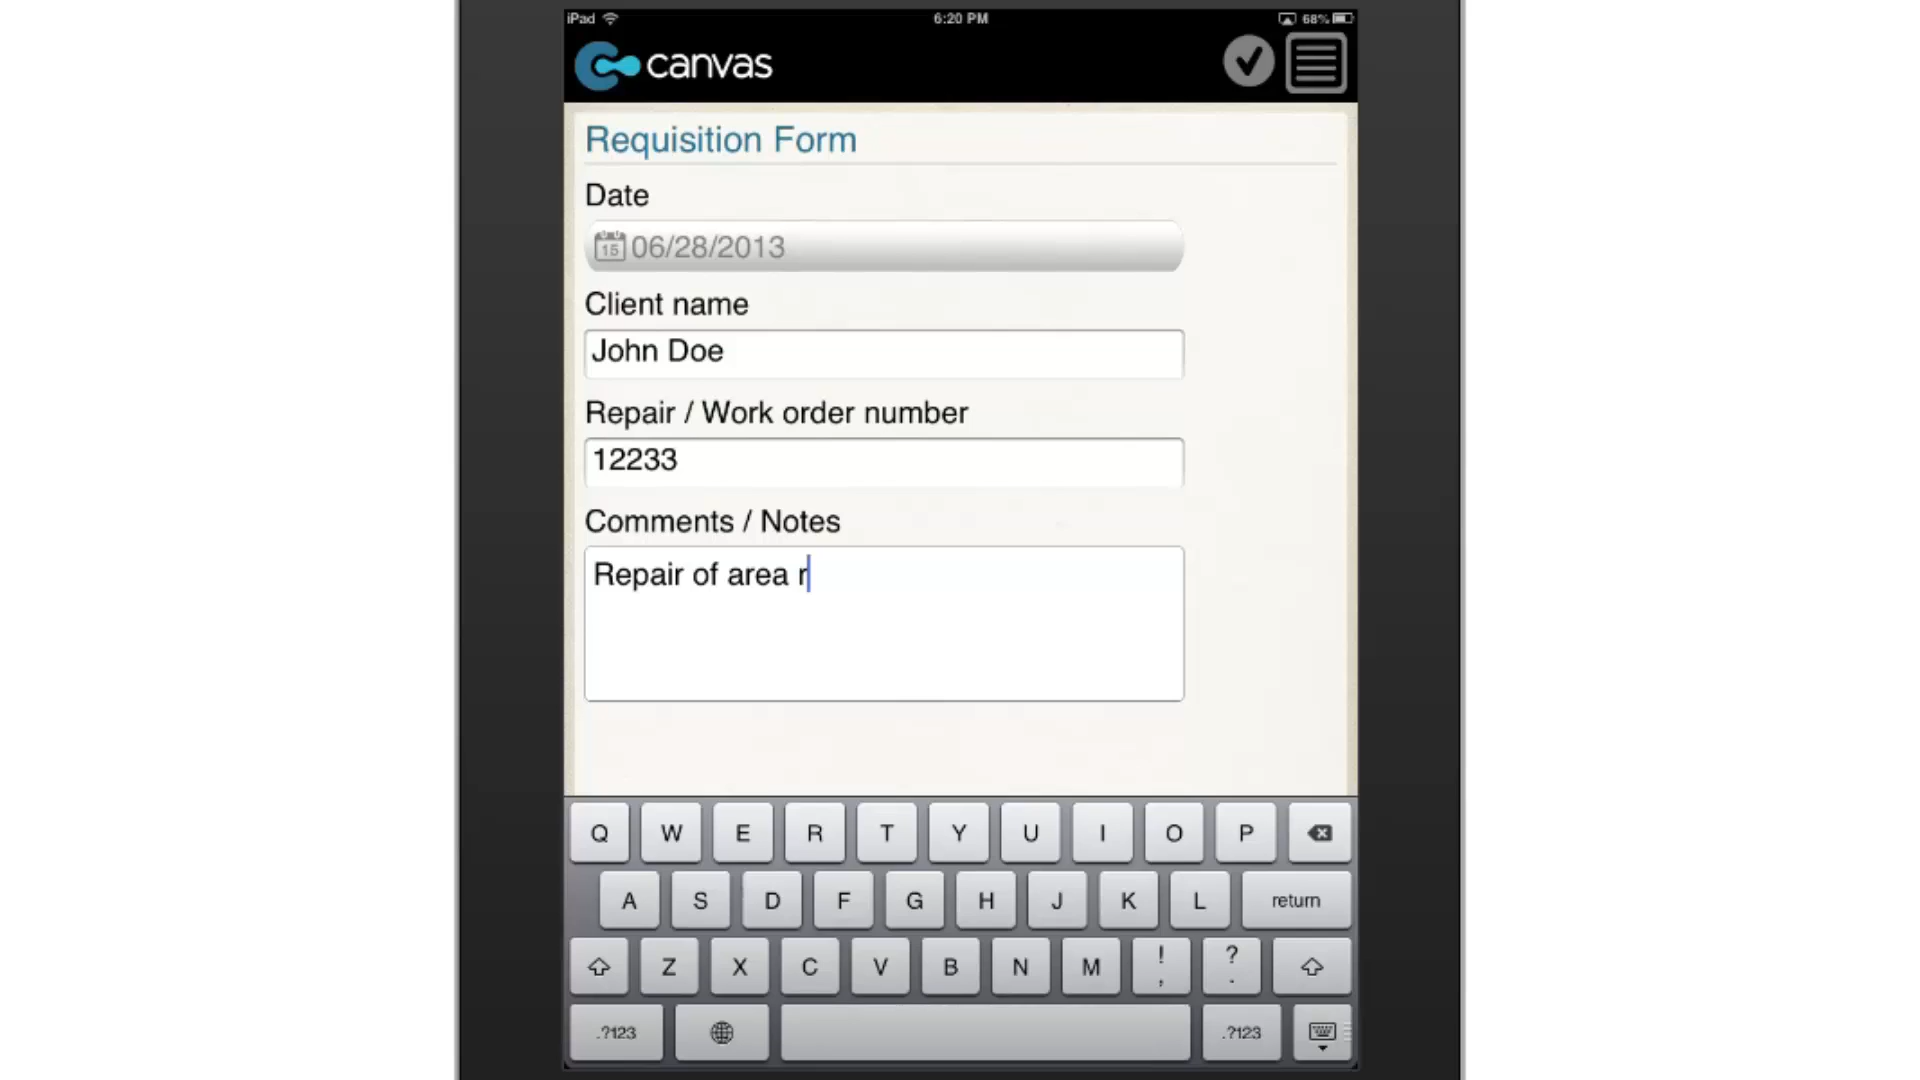 iPad 6:20 PM 68%
canvas
Requisition Form
Date
15 06/28/2013
Client name
John Doe
Repair / Work order number
12233
Comments / Notes
Repair of area r
Q W E R T Y U I O P
A S D F G H J K L return
Z X C V B N M ! , ? .
.?123 .?123